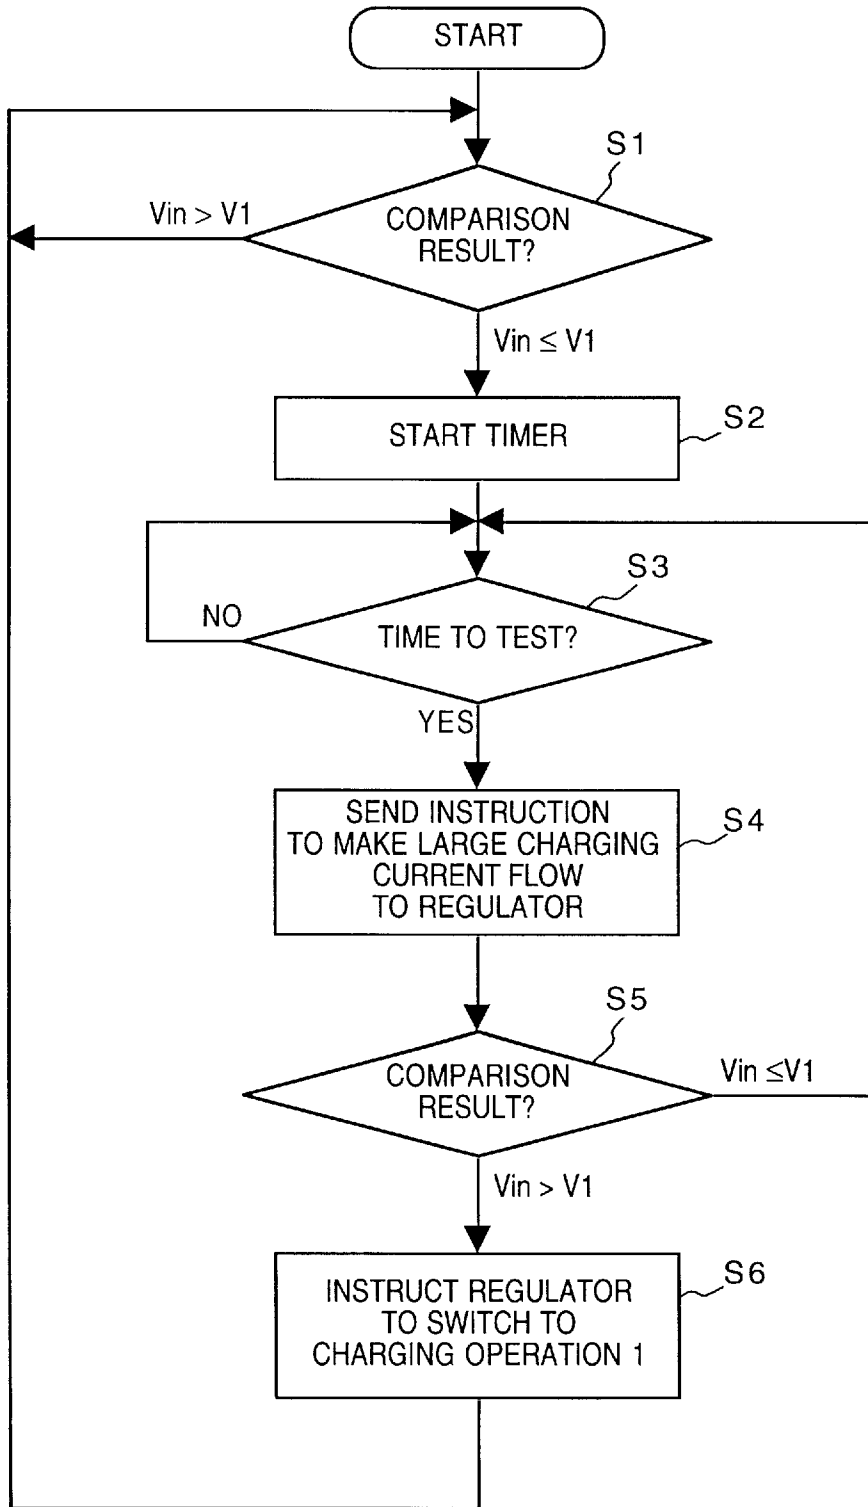 START
S1
Vin > V1
COMPARISON
RESULT?
Vin ≤ V1
START TIMER
S2
S3
NO
TIME TO TEST?
YES
SEND INSTRUCTION
TO MAKE LARGE CHARGING
CURRENT FLOW
TO REGULATOR
S4
S5
COMPARISON
RESULT?
Vin ≤V1
Vin > V1
INSTRUCT REGULATOR
TO SWITCH TO
CHARGING OPERATION 1
S6